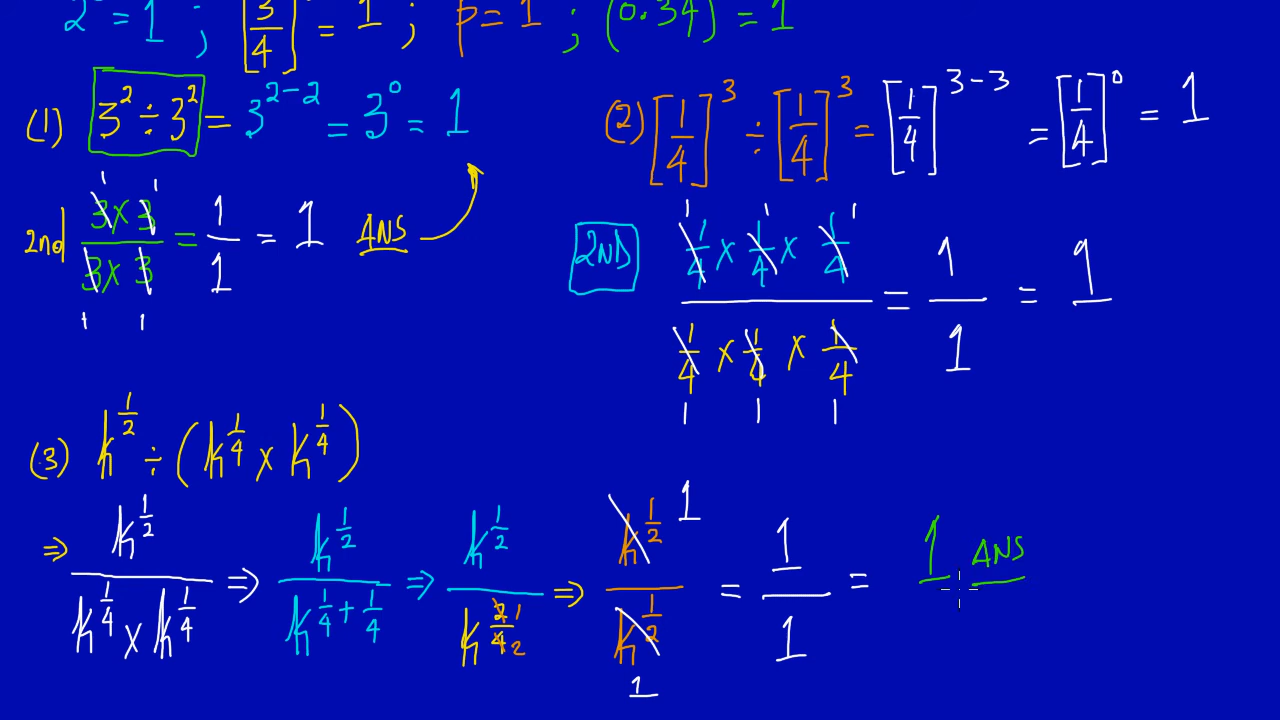 2 = 1 ; [3/4] = 1 ; p = 1 ; (0.34) = 1
(1) 3² ÷ 3² = 3²⁻² = 3⁰ = 1
2nd (3 × 3)/(3 × 3) = 1/1 = 1 ANS
(2) [1/4]³ ÷ [1/4]³ = [1/4]³⁻³ = [1/4]⁰ = 1
2ND (1/4 × 1/4 × 1/4)/(1/4 × 1/4 × 1/4) = 1/1 = 1
(3) k^(1/2) ÷ (k^(1/4) × k^(1/4))
⇒ k^(1/2)/(k^(1/4) × k^(1/4)) ⇒ k^(1/2)/k^(1/4 + 1/4) ⇒ k^(1/2)/k^(2/4) ⇒ k^(1/2)/k^(1/2) = 1/1 = 1 ANS